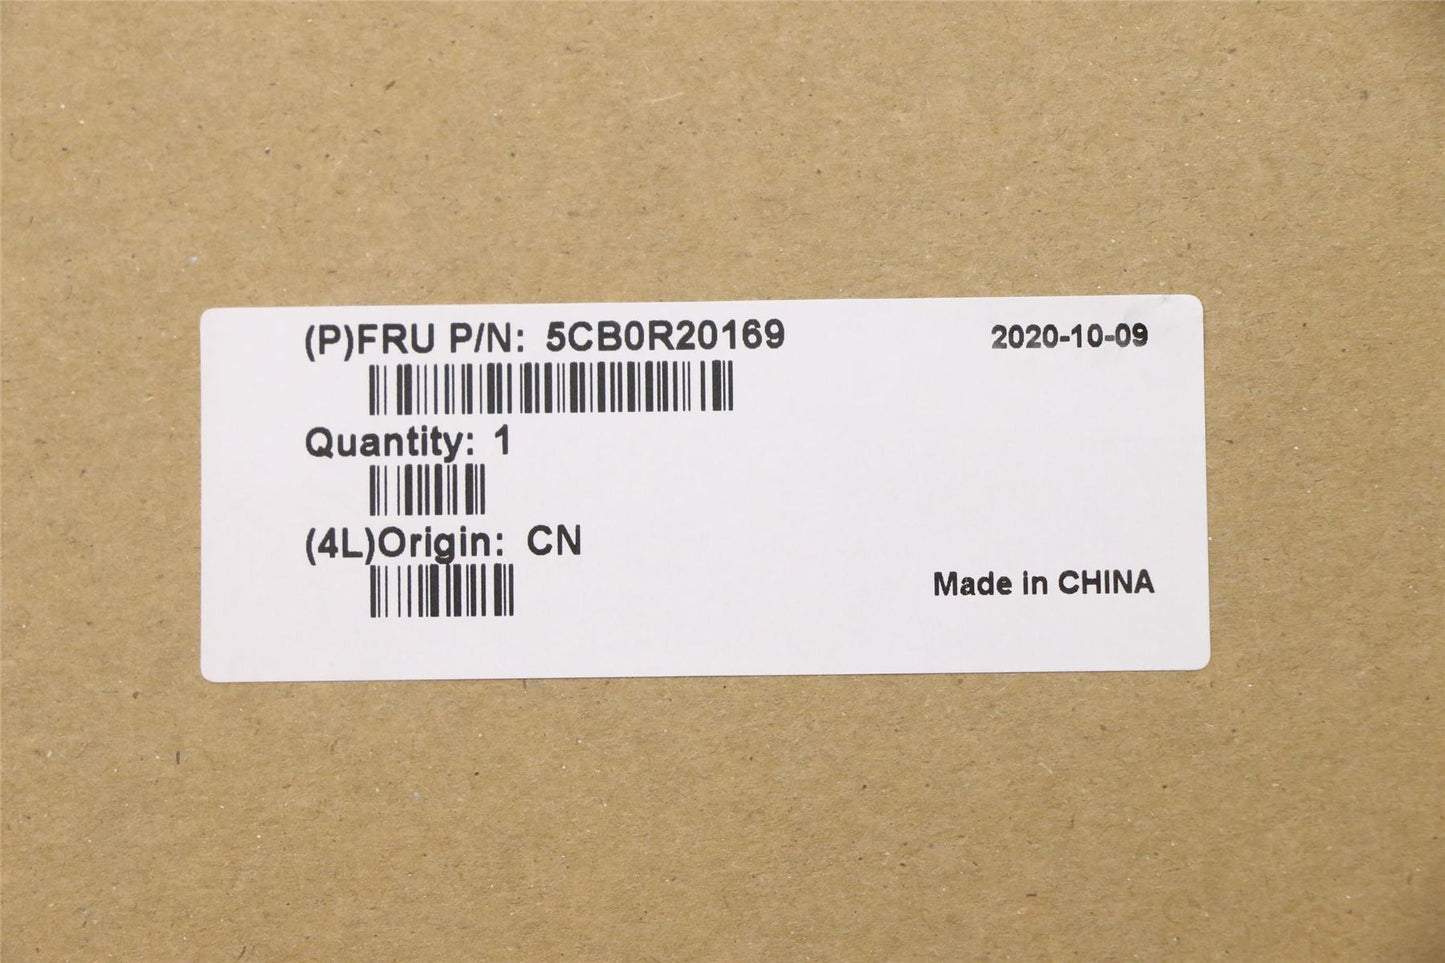 (P)FRU P/N: 5CB0R20169
2020-10-09
Quantity: 1
(4L)Origin: CN
Made in CHINA